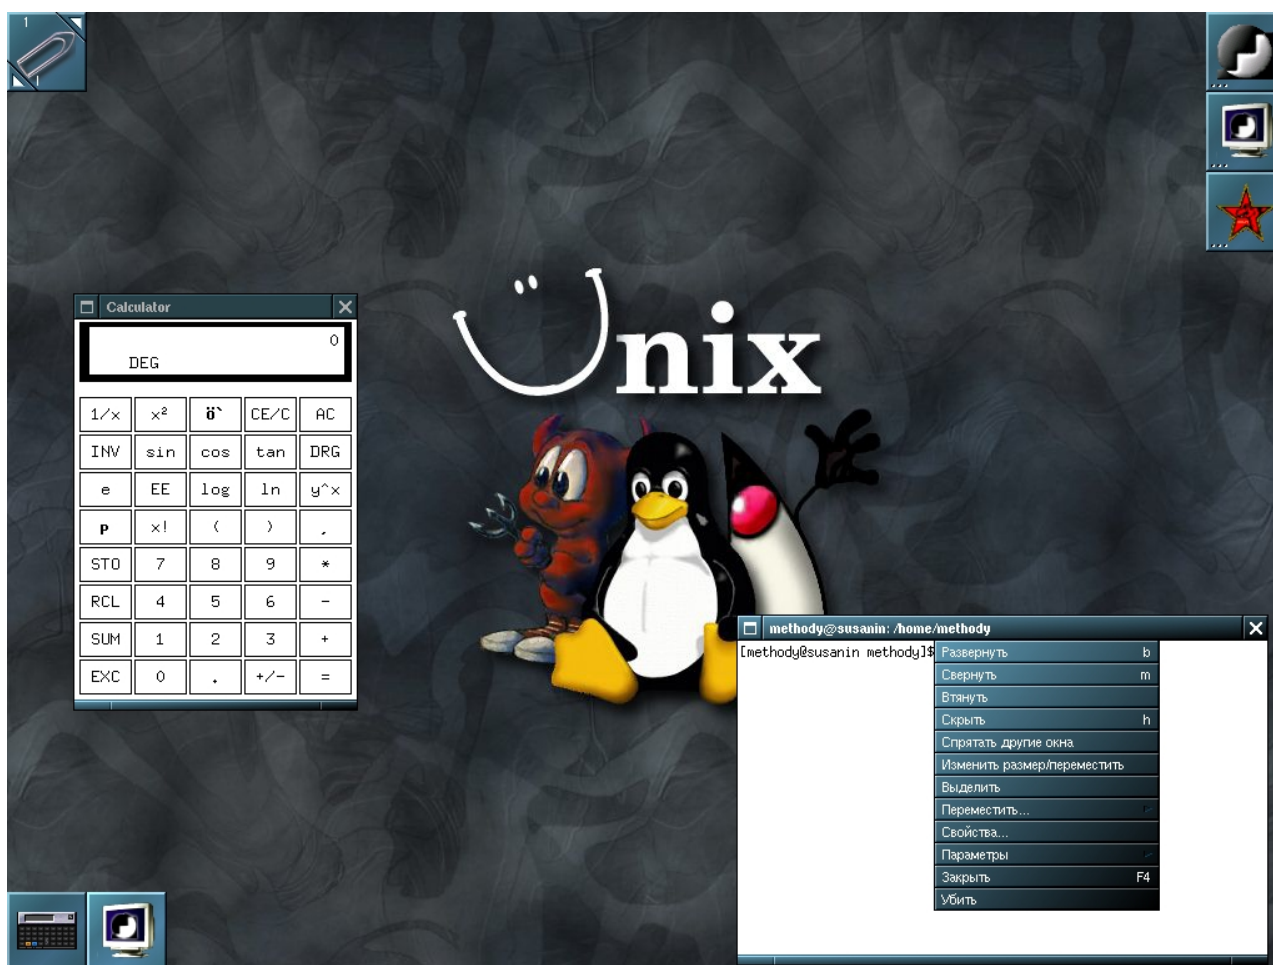 1
Calculator
0
DEG
1/x x² ö` CE/C AC
INV sin cos tan DRG
e EE log ln y^x
p x! ( ) ,
STO 7 8 9 *
RCL 4 5 6 -
SUM 1 2 3 +
EXC 0 . +/- =
Ünix
methody@susanin: /home/methody
[methody@susanin methody]$
Развернуть b
Свернуть m
Втянуть
Скрыть h
Спрятать другие окна
Изменить размер/переместить
Выделить
Переместить...
Свойства...
Параметры
Закрыть F4
Убить